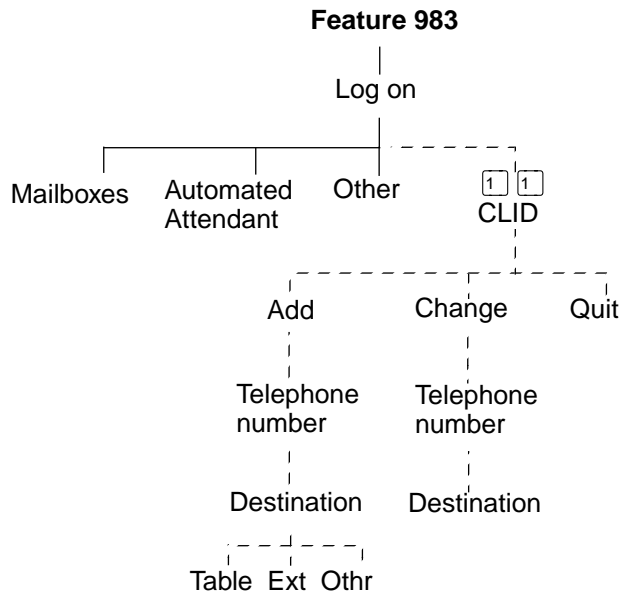 Feature 983
Log on
Mailboxes
Automated
Attendant
Other
1 1
CLID
Add
Change
Quit
Telephone
number
Telephone
number
Destination
Destination
Table Ext Othr